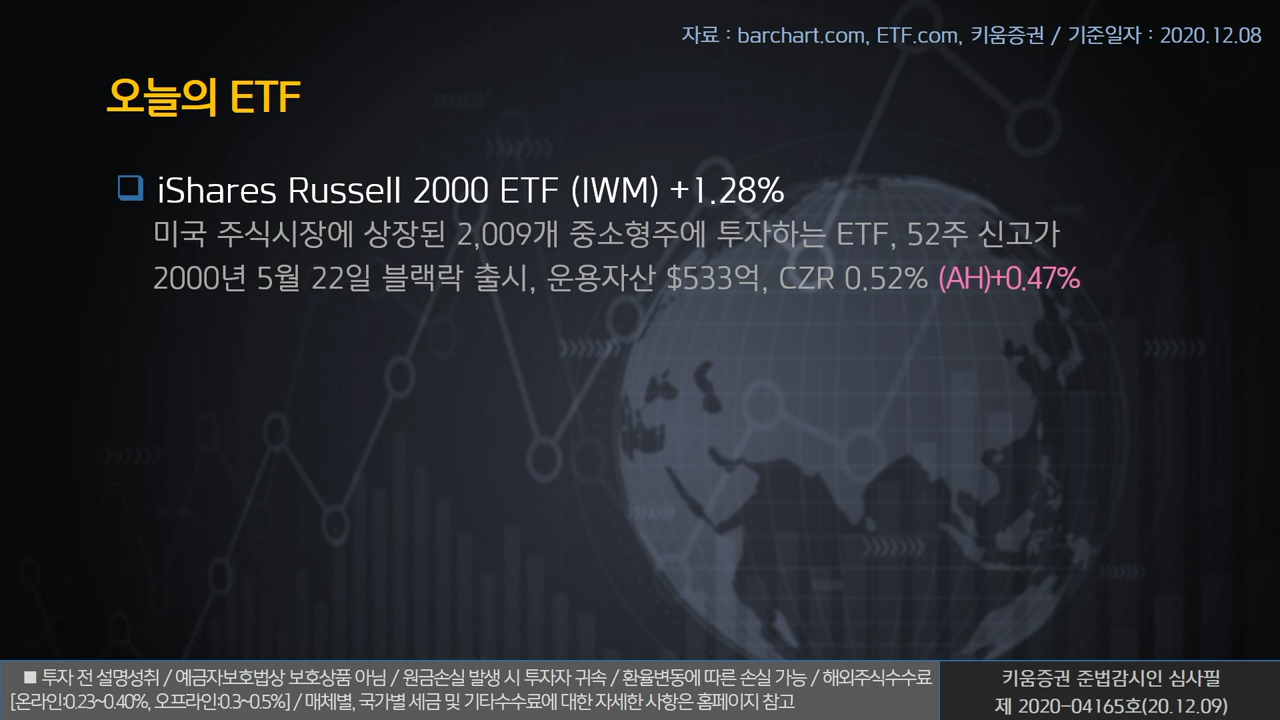 자료 : barchart.com, ETF.com, 키움증권 / 기준일자 : 2020.12.08
오늘의 ETF
❑ iShares Russell 2000 ETF (IWM) +1.28%
미국 주식시장에 상장된 2,009개 중소형주에 투자하는 ETF, 52주 신고가
2000년 5월 22일 블랙락 출시, 운용자산 $533억, CZR 0.52% (AH)+0.47%
■ 투자 전 설명성취 / 예금자보호법상 보호상품 아님 / 원금손실 발생 시 투자자 귀속 / 환율변동에 따른 손실 가능 / 해외주식수수료
[온라인:0.23~0.40%, 오프라인:0.3~0.5%] / 매체별, 국가별 세금 및 기타수수료에 대한 자세한 사항은 홈페이지 참고
키움증권 준법감시인 심사필
제 2020-04165호(20.12.09)